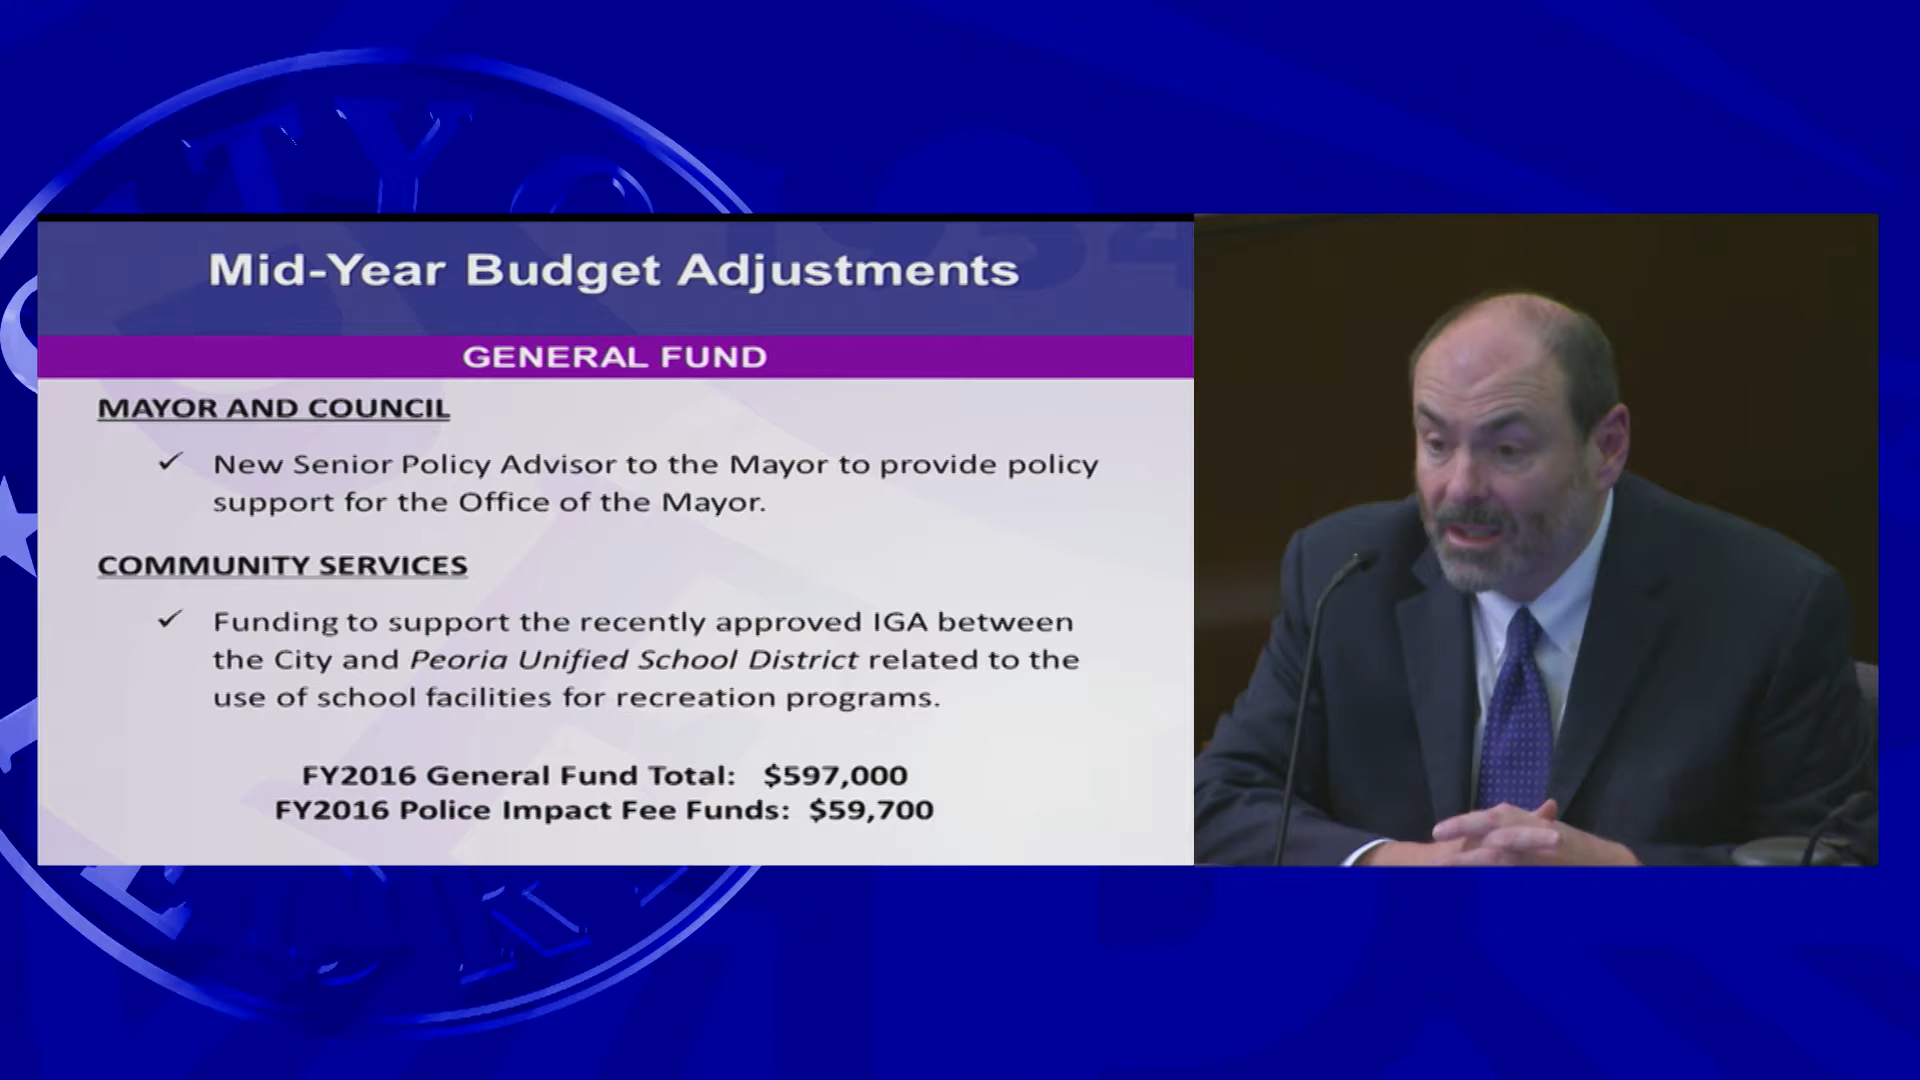 Mid-Year Budget Adjustments
GENERAL FUND
MAYOR AND COUNCIL
✓ New Senior Policy Advisor to the Mayor to provide policy
support for the Office of the Mayor.
COMMUNITY SERVICES
✓ Funding to support the recently approved IGA between
the City and Peoria Unified School District related to the
use of school facilities for recreation programs.
FY2016 General Fund Total: $597,000
FY2016 Police Impact Fee Funds: $59,700